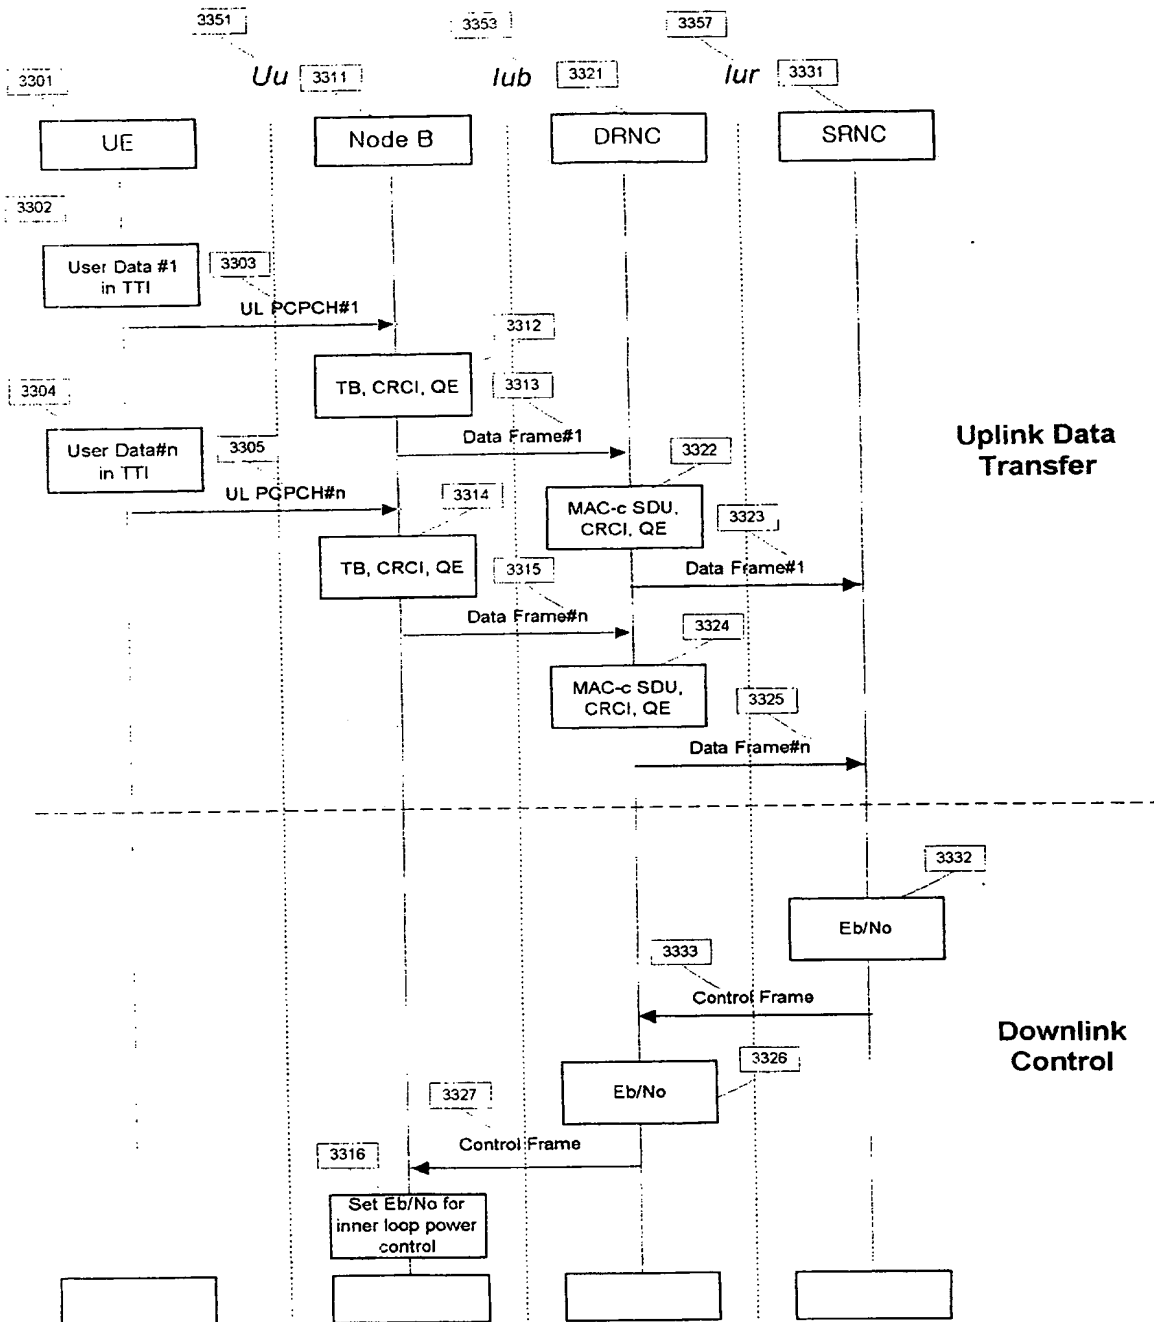 3351
3353
3357
3301
Uu
3311
Iub
3321
Iur
3331
UE
Node B
DRNC
SRNC
3302
User Data #1
in TTI
3303
UL PCPCH#1
3312
TB, CRCI, QE
3313
3304
Data Frame#1
User Data#n
in TTI
3305
3322
Uplink Data
Transfer
UL PCPCH#n
3314
MAC-c SDU,
CRCI, QE
3323
TB, CRCI, QE
3315
Data Frame#1
Data Frame#n
3324
MAC-c SDU,
CRCI, QE
3325
Data Frame#n
3332
Eb/No
3333
Control Frame
Downlink
Control
3326
Eb/No
3327
Control Frame
3316
Set Eb/No for
inner loop power
control